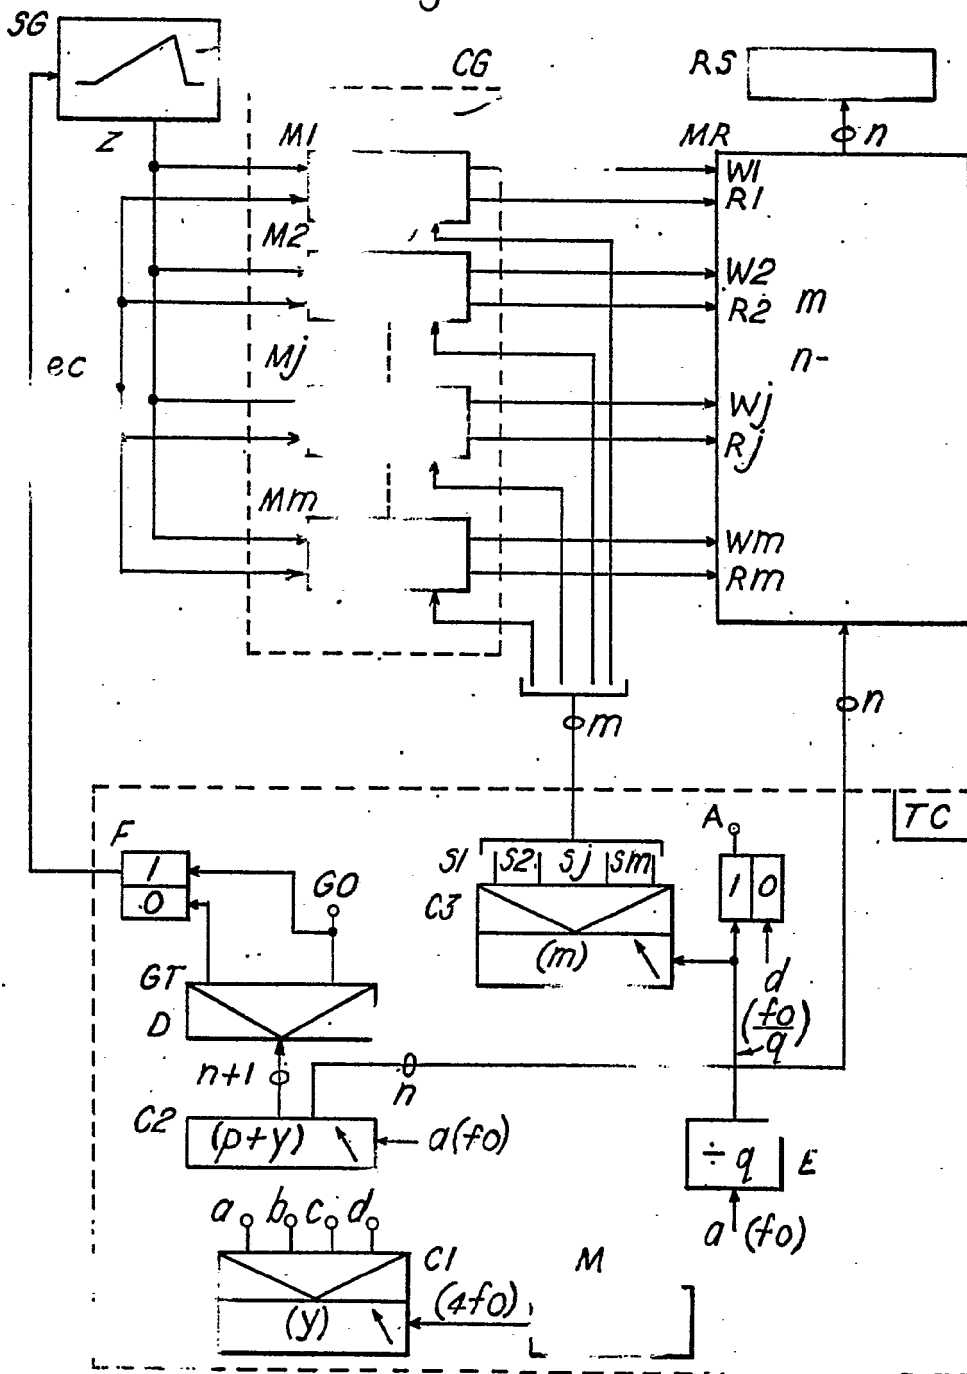 SG
CG
RS
Z
M1
MR
n
W1
R1
M2
W2
R2
m
ec
Mj
n-
Wj
Rj
Mm
Wm
Rm
n
m
TC
F
A
1
0
GO
S1 S2 Sj Sm
1 0
C3
(m)
GT
d
D
(fo/q)
n+1
n
C2
(p+y)
a(fo)
÷ q
E
a b c d
a (fo)
C1
M
(4fo)
(y)